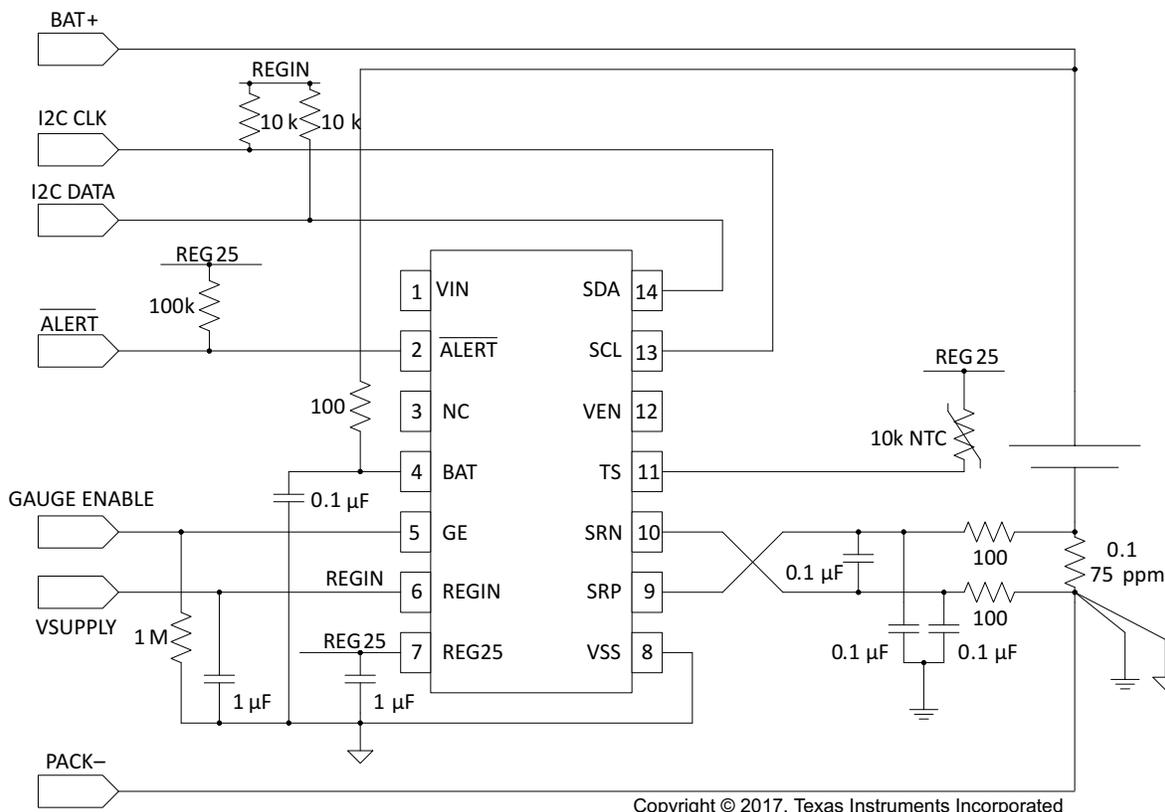 BAT+
REGIN
10 k
10 k
I2C CLK
I2C DATA
REG25
100k
ALERT
1 VIN
SDA 14
2 ALERT
SCL 13
REG25
100
3 NC
VEN 12
10k NTC
4 BAT
TS 11
0.1 µF
GAUGE ENABLE
5 GE
SRN 10
100
0.1
75 ppm
0.1 µF
VSUPPLY
REGIN
6 REGIN
SRP 9
100
1 M
REG25
7 REG25
VSS 8
0.1 µF
0.1 µF
1 µF
1 µF
PACK–
Copyright © 2017, Texas Instruments Incorporated